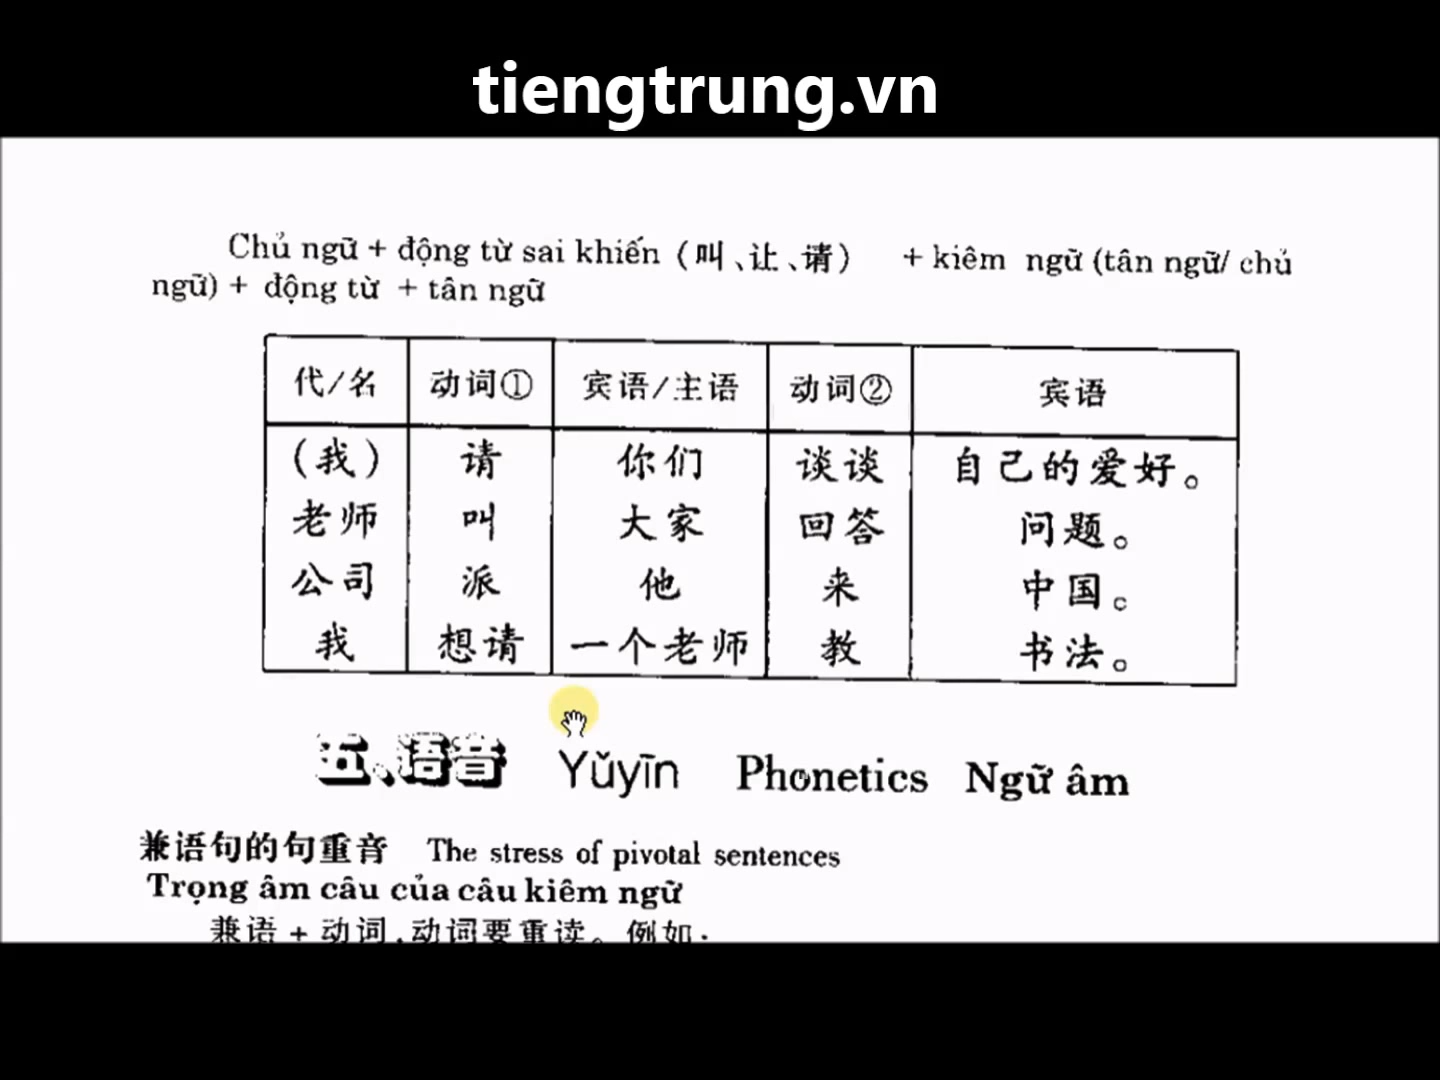 tiengtrung.vn
Chủ ngữ + động từ sai khiến (叫、让、请) + kiêm ngữ (tân ngữ/ chủ
ngữ) + động từ + tân ngữ
代/名 动词① 宾语/主语 动词② 宾语
(我) 请 你们 谈谈 自己的爱好。
老师 叫 大家 回答 问题。
公司 派 他 来 中国。
我 想请 一个老师 教 书法。
五、语音 Yǔyīn Phonetics Ngữ âm
兼语句的句重音 The stress of pivotal sentences
Trọng âm câu của câu kiêm ngữ
兼语 + 动词,动词要重读。例如: